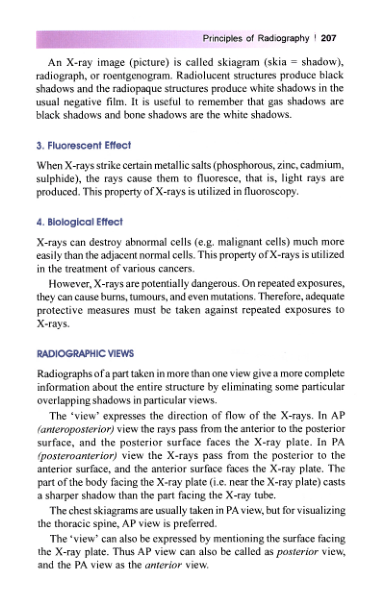 Principles of Radiography | 207
An X-ray image (picture) is called skiagram (skia = shadow),
radiograph, or roentgenogram. Radiolucent structures produce black
shadows and the radiopaque structures produce white shadows in the
usual negative film. It is useful to remember that gas shadows are
black shadows and bone shadows are the white shadows.
3. Fluorescent Effect
When X-rays strike certain metallic salts (phosphorous, zinc, cadmium,
sulphide), the rays cause them to fluoresce, that is, light rays are
produced. This property of X-rays is utilized in fluoroscopy.
4. Biological Effect
X-rays can destroy abnormal cells (e.g. malignant cells) much more
easily than the adjacent normal cells. This property of X-rays is utilized
in the treatment of various cancers.
However, X-rays are potentially dangerous. On repeated exposures,
they can cause burns, tumours, and even mutations. Therefore, adequate
protective measures must be taken against repeated exposures to
X-rays.
RADIOGRAPHIC VIEWS
Radiographs of a part taken in more than one view give a more complete
information about the entire structure by eliminating some particular
overlapping shadows in particular views.
The ‘view’ expresses the direction of flow of the X-rays. In AP
(anteroposterior) view the rays pass from the anterior to the posterior
surface, and the posterior surface faces the X-ray plate. In PA
(posteroanterior) view the X-rays pass from the posterior to the
anterior surface, and the anterior surface faces the X-ray plate. The
part of the body facing the X-ray plate (i.e. near the X-ray plate) casts
a sharper shadow than the part facing the X-ray tube.
The chest skiagrams are usually taken in PA view, but for visualizing
the thoracic spine, AP view is preferred.
The ‘view’ can also be expressed by mentioning the surface facing
the X-ray plate. Thus AP view can also be called as posterior view,
and the PA view as the anterior view.